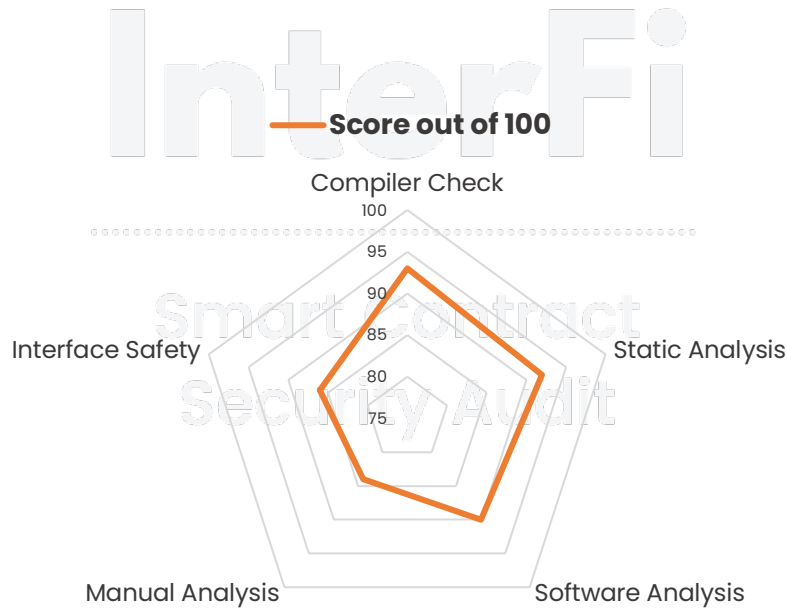 InterFi
Score out of 100
Compiler Check
100
95
90
85
80
75
Smart Contract
Security Audit
Interface Safety
Static Analysis
Manual Analysis
Software Analysis